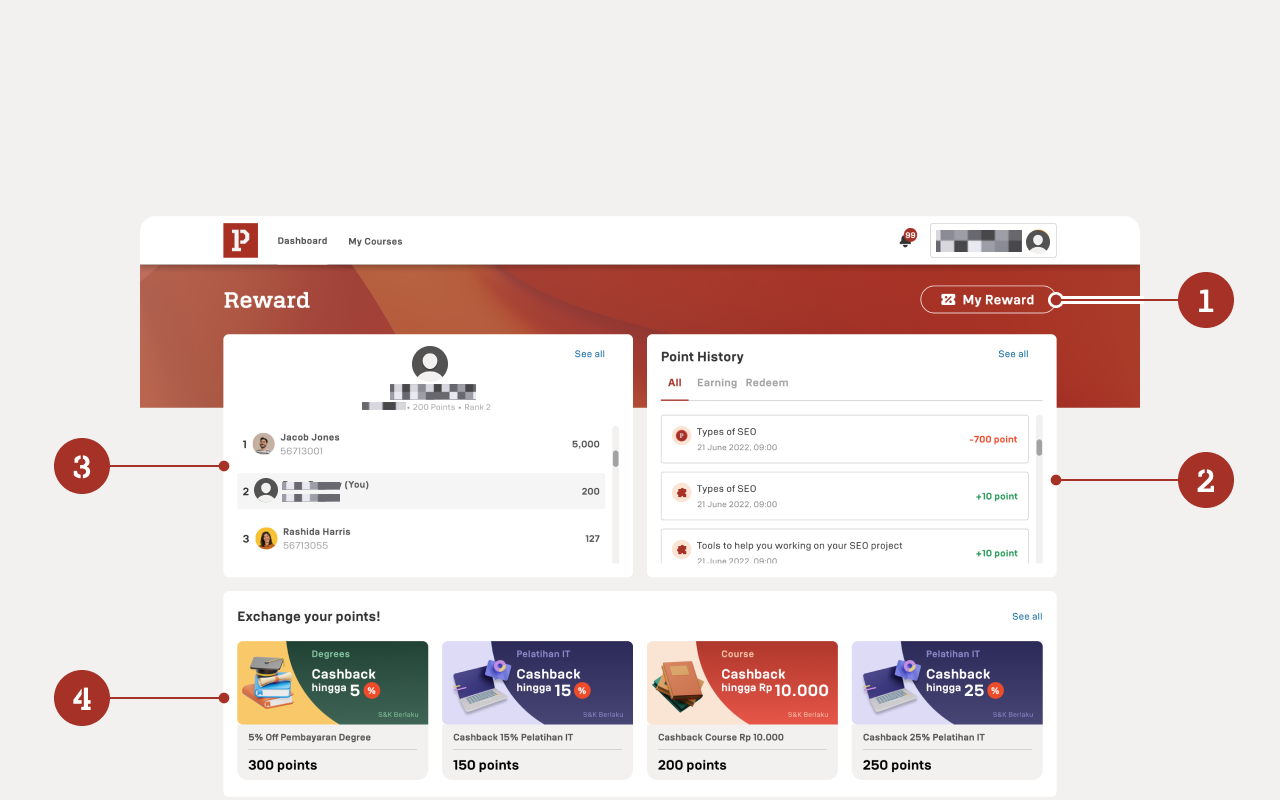 P
Dashboard
My Courses
99
Reward
My Reward
1
See all
• 200 Points • Rank 2
1
Jacob Jones
56713001
5,000
2
(You)
200
3
Rashida Harris
56713055
127
3
Point History
See all
All
Earning
Redeem
P
Types of SEO
21 June 2022, 09:00
-700 point
Types of SEO
21 June 2022, 09:00
+10 point
Tools to help you working on your SEO project
21 June 2022, 09:00
+10 point
2
Exchange your points!
See all
4
Degrees
Cashback
hingga 5 %
S&K Berlaku
5% Off Pembayaran Degree
300 points
Pelatihan IT
Cashback
hingga 15 %
S&K Berlaku
Cashback 15% Pelatihan IT
150 points
Course
Cashback
hingga Rp 10.000
S&K Berlaku
Cashback Course Rp 10.000
200 points
Pelatihan IT
Cashback
hingga 25 %
S&K Berlaku
Cashback 25% Pelatihan IT
250 points